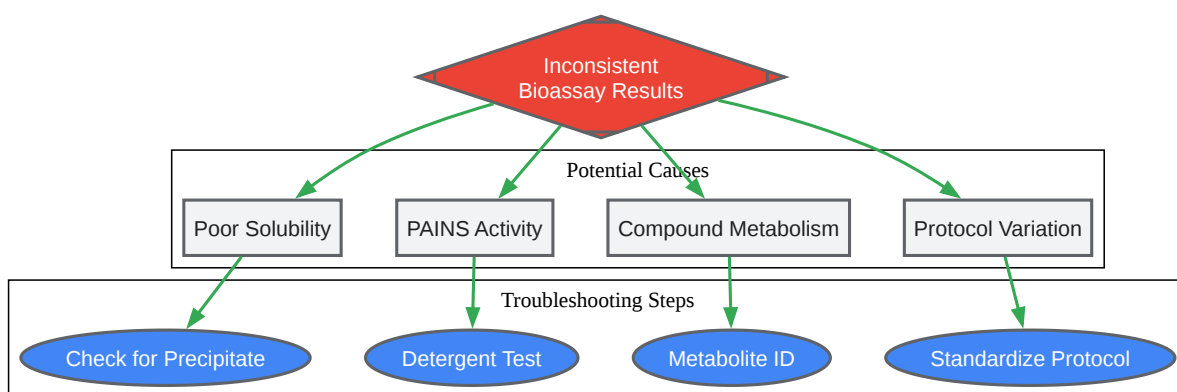 Inconsistent
Bioassay Results
Potential Causes
Poor Solubility
PAINS Activity
Compound Metabolism
Protocol Variation
Troubleshooting Steps
Check for Precipitate
Detergent Test
Metabolite ID
Standardize Protocol